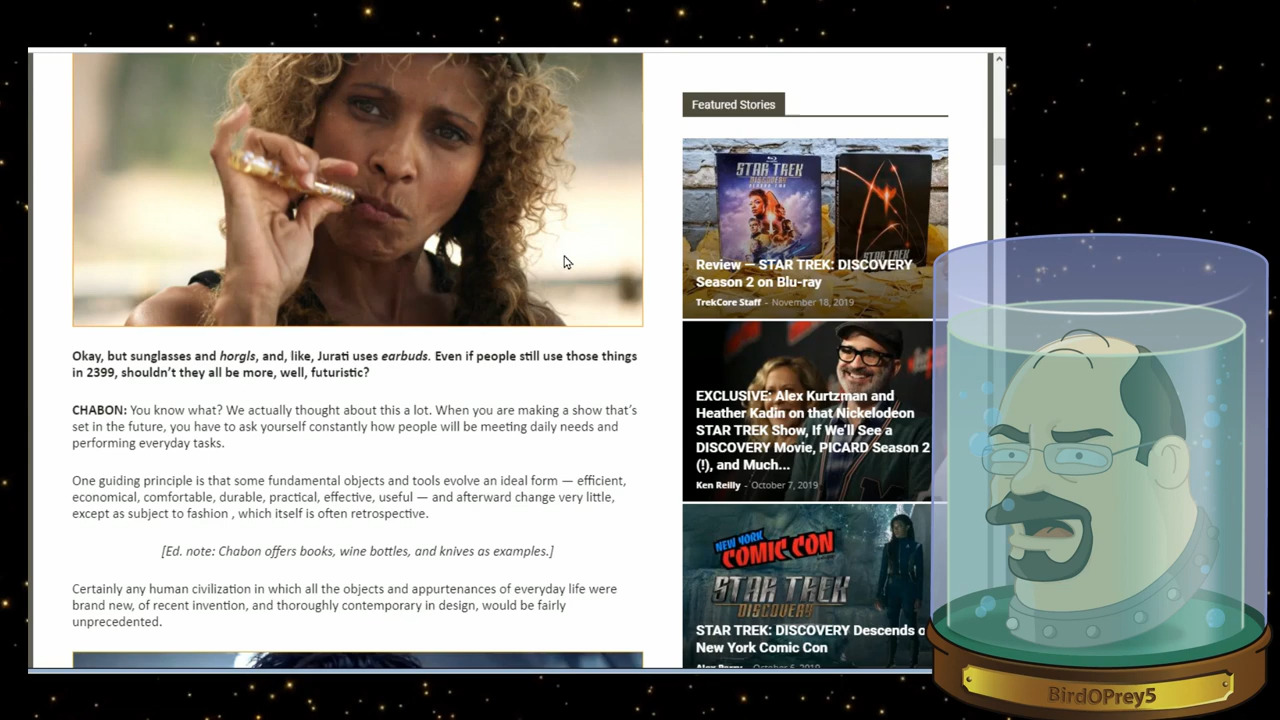 Okay, but sunglasses and horgls, and, like, Jurati uses earbuds. Even if people still use those things
in 2399, shouldn't they all be more, well, futuristic?
CHABON: You know what? We actually thought about this a lot. When you are making a show that's
set in the future, you have to ask yourself constantly how people will be meeting daily needs and
performing everyday tasks.
One guiding principle is that some fundamental objects and tools evolve an ideal form — efficient,
economical, comfortable, durable, practical, effective, useful — and afterward change very little,
except as subject to fashion , which itself is often retrospective.
[Ed. note: Chabon offers books, wine bottles, and knives as examples.]
Certainly any human civilization in which all the objects and appurtenances of everyday life were
brand new, of recent invention, and thoroughly contemporary in design, would be fairly
unprecedented.
Featured Stories
STAR TREK
DISCOVERY
STAR TREK
Review — STAR TREK: DISCOVERY
Season 2 on Blu-ray
TrekCore Staff - November 18, 2019
EXCLUSIVE: Alex Kurtzman and
Heather Kadin on that Nickelodeon
STAR TREK Show, If We'll See a
DISCOVERY Movie, PICARD Season 2
(!), and Much...
Ken Reilly - October 7, 2019
NEW YORK
COMIC CON
STAR TREK
DISCOVERY
STAR TREK: DISCOVERY Descends o
New York Comic Con
Alex Perry - October 6, 2019
BirdOPrey5